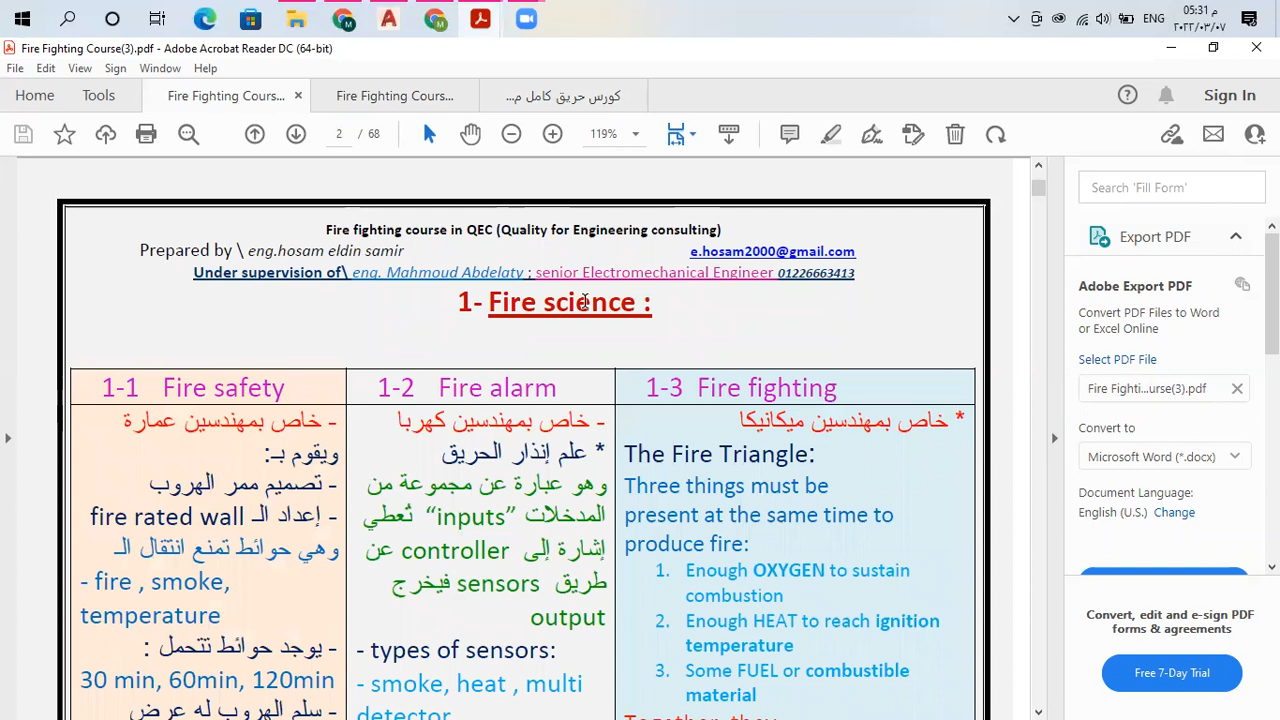 05:31 م
ENG
٢٠٢٢/٠٣/٠٧
Fire Fighting Course(3).pdf - Adobe Acrobat Reader DC (64-bit)
File Edit View Sign Window Help
Home Tools Fire Fighting Cours... Fire Fighting Cours... كورس حريق كامل م... Sign In
2 / 68 119%
Fire fighting course in QEC (Quality for Engineering consulting)
Prepared by \ eng.hosam eldin samir e.hosam2000@gmail.com
Under supervision of\ eng. Mahmoud Abdelaty ; senior Electromechanical Engineer 01226663413
1- Fire science :
1-1 Fire safety
- خاص بمهندسين عمارة
ويقوم بـ:
- تصميم ممر الهروب
- إعداد الـ fire rated wall
وهي حوائط تمنع انتقال الـ
- fire , smoke,
temperature
- يوجد حوائط تتحمل :
30 min, 60min, 120min
- سلم الهروب له عرض
1-2 Fire alarm
- خاص بمهندسين كهربا
* علم إنذار الحريق
وهو عبارة عن مجموعة من
المدخلات “inputs” تُعطي
إشارة إلى controller عن
طريق sensors فيخرج
output
- types of sensors:
- smoke, heat , multi
detector
1-3 Fire fighting
* خاص بمهندسين ميكانيكا
The Fire Triangle:
Three things must be
present at the same time to
produce fire:
1. Enough OXYGEN to sustain
combustion
2. Enough HEAT to reach ignition
temperature
3. Some FUEL or combustible
material
Together, they
Search 'Fill Form'
Export PDF
Adobe Export PDF
Convert PDF Files to Word
or Excel Online
Select PDF File
Fire Fighti...urse(3).pdf
Convert to
Microsoft Word (*.docx)
Document Language:
English (U.S.) Change
Convert, edit and e-sign PDF
forms & agreements
Free 7-Day Trial